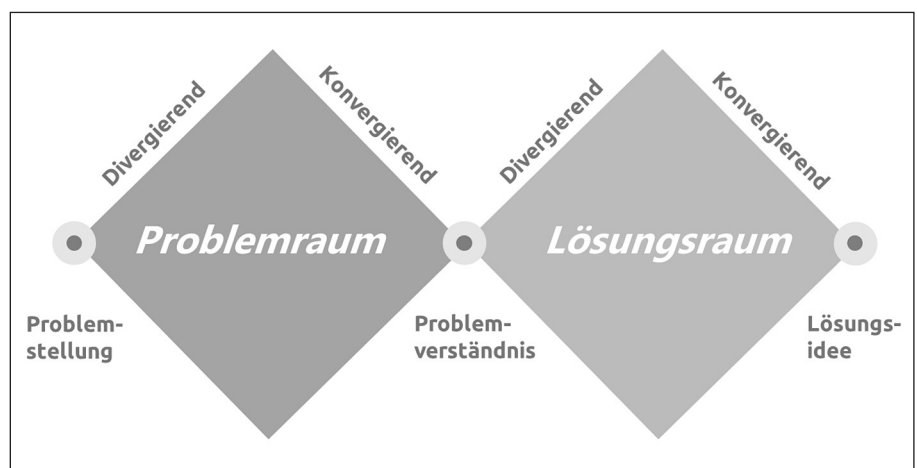 Divergierend
Konvergierend
Divergierend
Konvergierend
Problemraum
Lösungsraum
Problem-
stellung
Problem-
verständnis
Lösungs-
idee